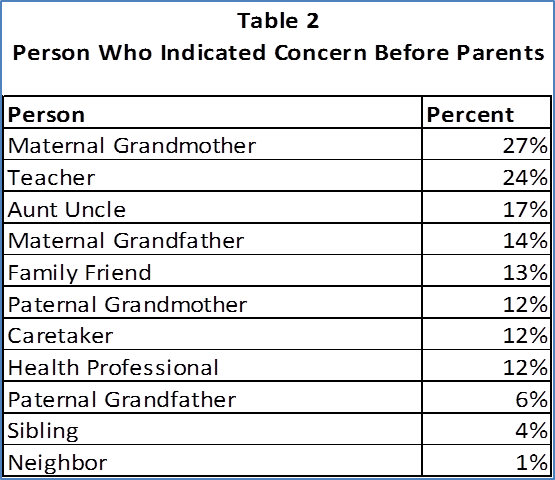 Table 2
Person Who Indicated Concern Before Parents
Person Percent
Maternal Grandmother 27%
Teacher 24%
Aunt Uncle 17%
Maternal Grandfather 14%
Family Friend 13%
Paternal Grandmother 12%
Caretaker 12%
Health Professional 12%
Paternal Grandfather 6%
Sibling 4%
Neighbor 1%